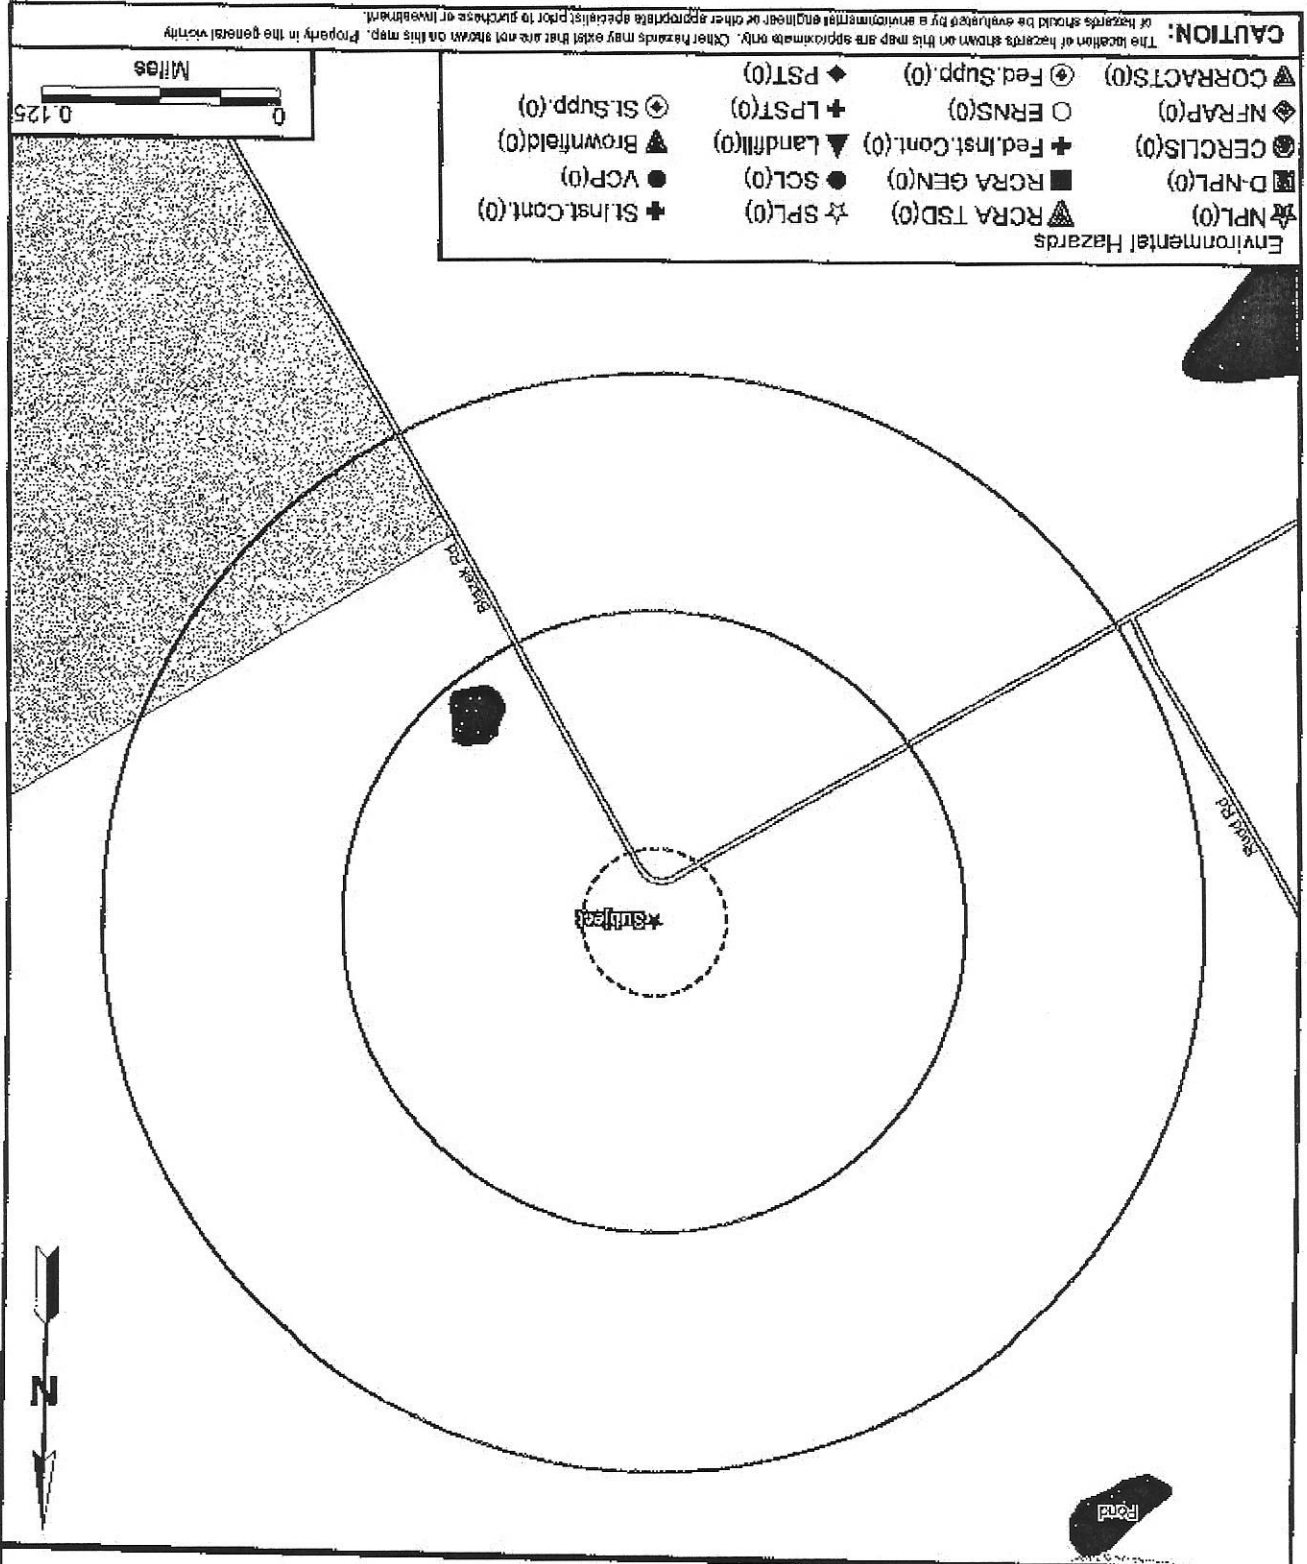 Pond
N
Subject
Rudd Rd
Blazek Rd
Environmental Hazards
NPL(0) RCRA TSD(0) SPL(0) St.Inst.Cont.(0)
D-NPL(0) RCRA GEN(0) SCL(0) VCP(0)
CERCLIS(0) Fed.Inst.Cont.(0) Landfill(0) Brownfield(0)
NFRAP(0) ERNS(0) LPST(0) St.Supp.(0)
CORRACTS(0) Fed.Supp.(0) PST(0)
0 0.125
Miles
CAUTION: The location of hazards shown on this map are approximate only. Other hazards may exist that are not shown on this map. Property in the general vicinity
of hazards should be evaluated by a environmental engineer or other appropriate specialist prior to purchase or investment.